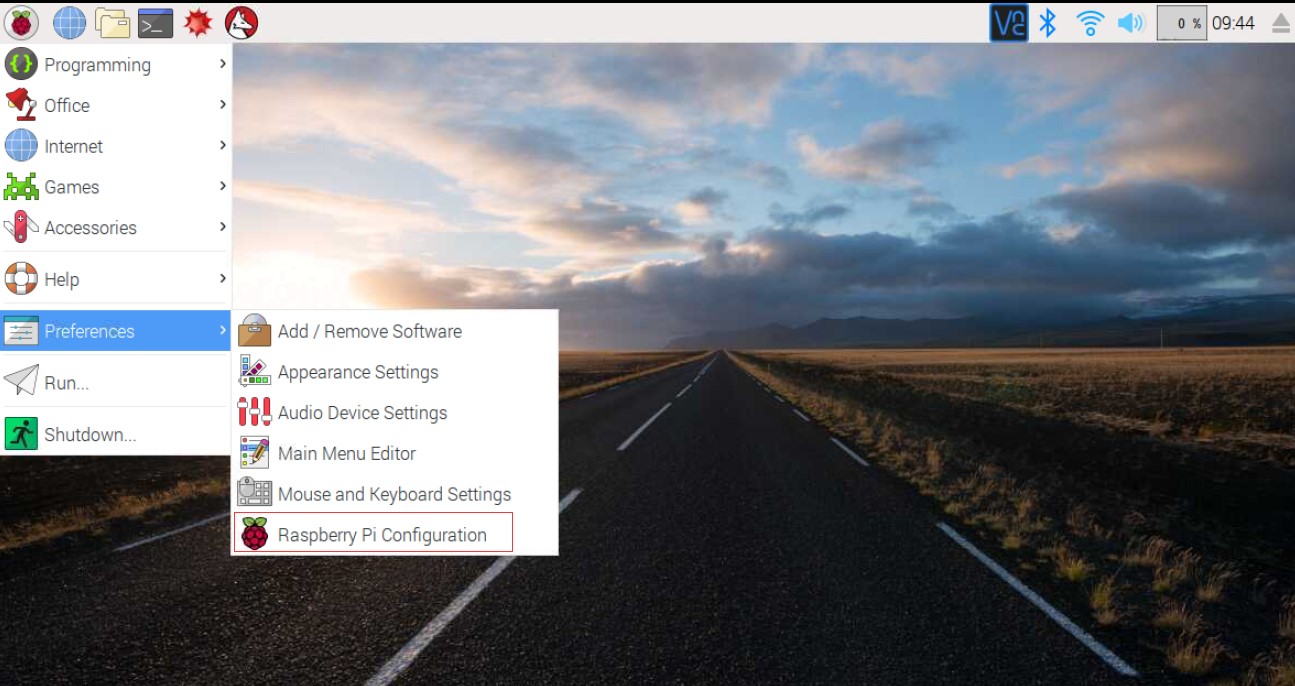 VNC
0 %
09:44
Programming
Office
Internet
Games
Accessories
Help
Preferences
Run...
Shutdown...
Add / Remove Software
Appearance Settings
Audio Device Settings
Main Menu Editor
Mouse and Keyboard Settings
Raspberry Pi Configuration